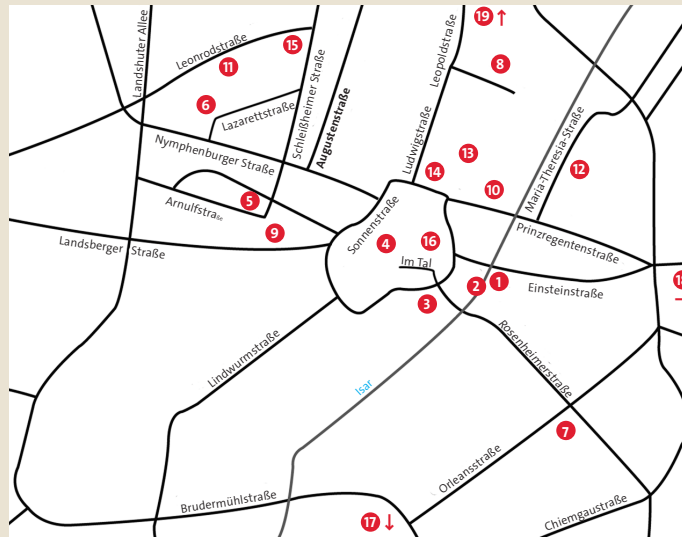 19 ↑
Landshuter Allee
Leonrodstraße
15
Leopoldstraße
11
8
6
Lazarettstraße
Schleißheimer Straße
Augustenstraße
Nymphenburger Straße
Ludwigstraße
13
14
Maria-Theresia-Straße
12
10
5
Arnulfstraße
Sonnenstraße
9
4
16
Prinzregentenstraße
Landsberger Straße
Im Tal
2
1
Einsteinstraße
3
Rosenheimerstraße
Lindwurmstraße
Isar
7
Orleansstraße
Brudermühlstraße
17 ↓
Chiemgaustraße